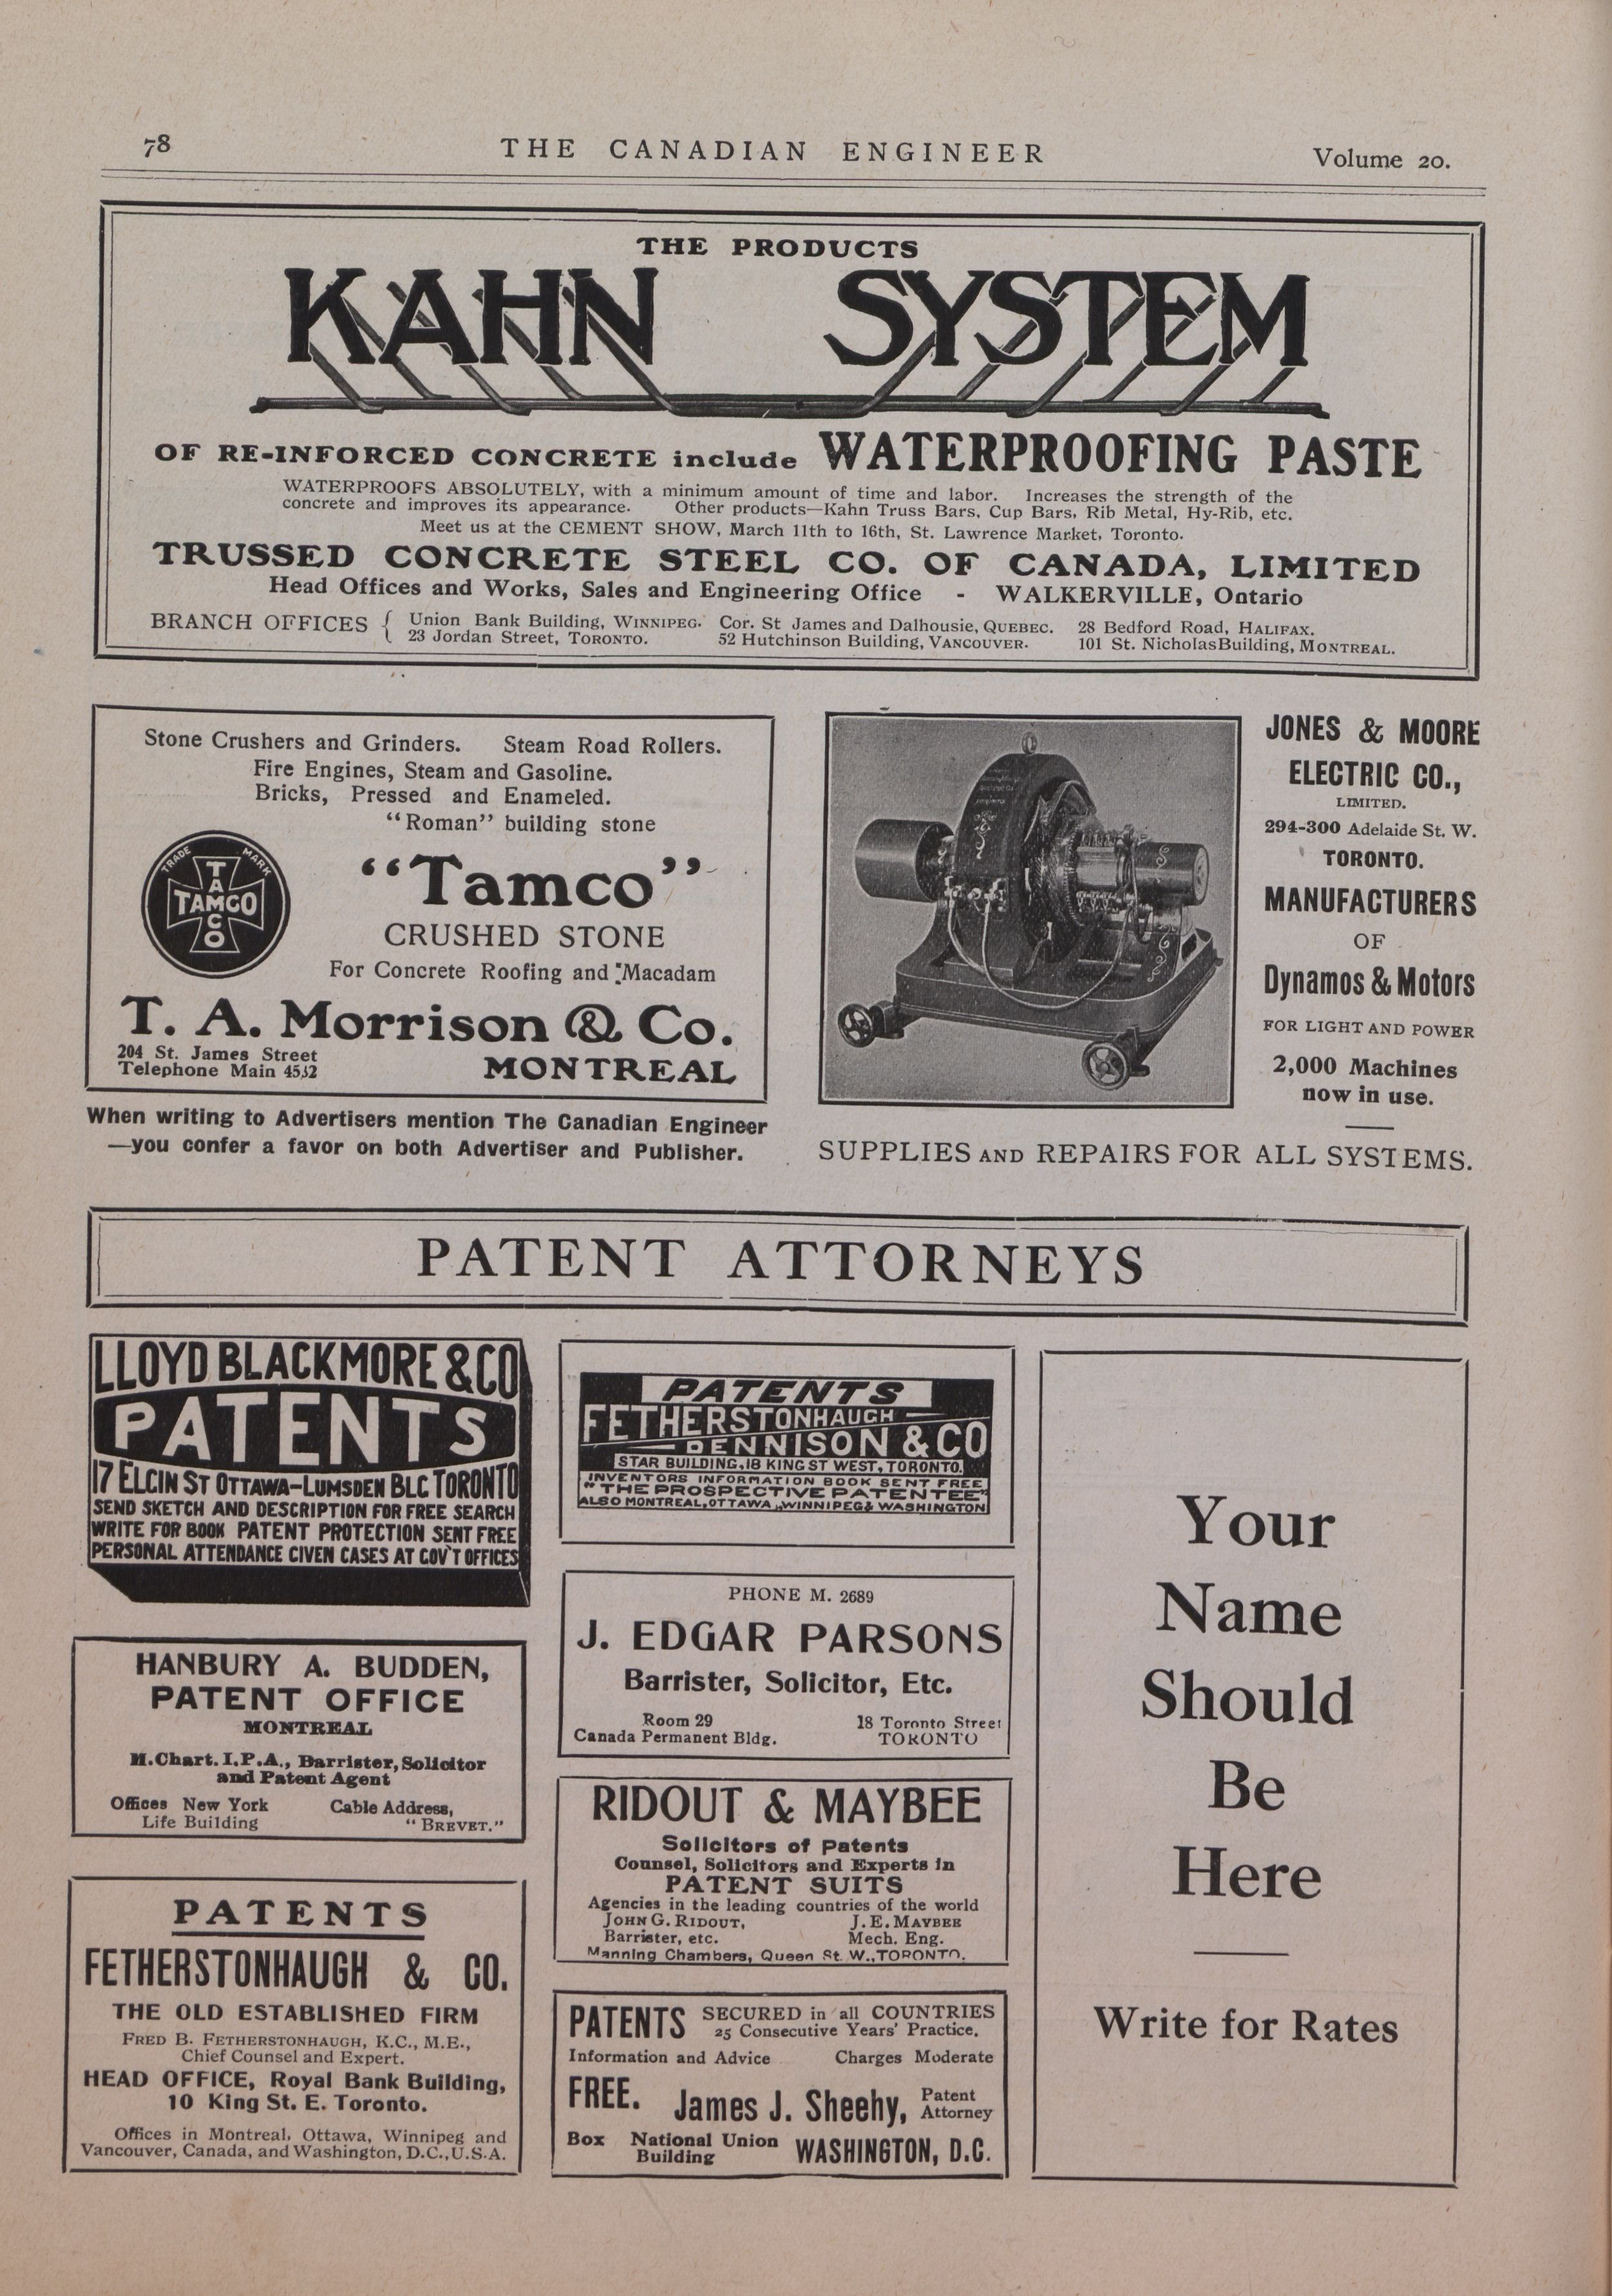 78
THE CANADIAN ENGINEER
Volume 20.
THE PRODUCTS
KAHN SYSTEM
OF RE-INFORCED CONCRETE include WATERPROOFING PASTE
WATERPROOFS ABSOLUTELY, with a minimum amount of time and labor. Increases the strength of the
concrete and improves its appearance. Other products—Kahn Truss Bars, Cup Bars, Rib Metal, Hy-Rib, etc.
Meet us at the CEMENT SHOW, March 11th to 16th, St. Lawrence Market, Toronto.
TRUSSED CONCRETE STEEL CO. OF CANADA, LIMITED
Head Offices and Works, Sales and Engineering Office - WALKERVILLE, Ontario
BRANCH OFFICES { Union Bank Building, WINNIPEG. Cor. St James and Dalhousie, QUEBEC. 28 Bedford Road, HALIFAX.
23 Jordan Street, TORONTO. 52 Hutchinson Building, VANCOUVER. 101 St. NicholasBuilding, MONTREAL.
Stone Crushers and Grinders. Steam Road Rollers.
Fire Engines, Steam and Gasoline.
Bricks, Pressed and Enameled.
"Roman" building stone
TRADE MARK
TAMCO
TAMCO
"Tamco"
CRUSHED STONE
For Concrete Roofing and Macadam
T. A. Morrison & Co.
204 St. James Street
Telephone Main 4532
MONTREAL
When writing to Advertisers mention The Canadian Engineer
—you confer a favor on both Advertiser and Publisher.
JONES & MOORE
ELECTRIC CO.,
LIMITED.
294-300 Adelaide St. W.
TORONTO.
MANUFACTURERS
OF
Dynamos & Motors
FOR LIGHT AND POWER
2,000 Machines
now in use.
SUPPLIES AND REPAIRS FOR ALL SYSTEMS.
PATENT ATTORNEYS
LLOYD BLACKMORE & CO
PATENTS
17 ELGIN ST OTTAWA-LUMSDEN BLG TORONTO
SEND SKETCH AND DESCRIPTION FOR FREE SEARCH
WRITE FOR BOOK PATENT PROTECTION SENT FREE
PERSONAL ATTENDANCE GIVEN CASES AT GOV'T OFFICES
HANBURY A. BUDDEN,
PATENT OFFICE
MONTREAL
M.Chart.I.P.A., Barrister, Solicitor
and Patent Agent
Offices New York
Life Building
Cable Address,
"BREVET."
PATENTS
FETHERSTONHAUGH & CO.
THE OLD ESTABLISHED FIRM
FRED B. FETHERSTONHAUGH, K.C., M.E.,
Chief Counsel and Expert.
HEAD OFFICE, Royal Bank Building,
10 King St. E. Toronto.
Offices in Montreal, Ottawa, Winnipeg and
Vancouver, Canada, and Washington, D.C., U.S.A.
PATENTS
FETHERSTONHAUGH
DENNISON & CO
STAR BUILDING, 18 KING ST WEST, TORONTO.
INVENTORS INFORMATION BOOK SENT FREE
"THE PROSPECTIVE PATENTEE"
ALSO MONTREAL, OTTAWA, WINNIPEG & WASHINGTON
PHONE M. 2689
J. EDGAR PARSONS
Barrister, Solicitor, Etc.
Room 29
Canada Permanent Bldg.
18 Toronto Street
TORONTO
RIDOUT & MAYBEE
Solicitors of Patents
Counsel, Solicitors and Experts in
PATENT SUITS
Agencies in the leading countries of the world
JOHN G. RIDOUT,
Barrister, etc.
J. E. MAYBEE
Mech. Eng.
Manning Chambers, Queen St. W., TORONTO.
PATENTS SECURED in all COUNTRIES
25 Consecutive Years' Practice.
Information and Advice Charges Moderate
FREE. James J. Sheehy, Patent
Attorney
Box National Union
Building
WASHINGTON, D.C.
Your
Name
Should
Be
Here
Write for Rates